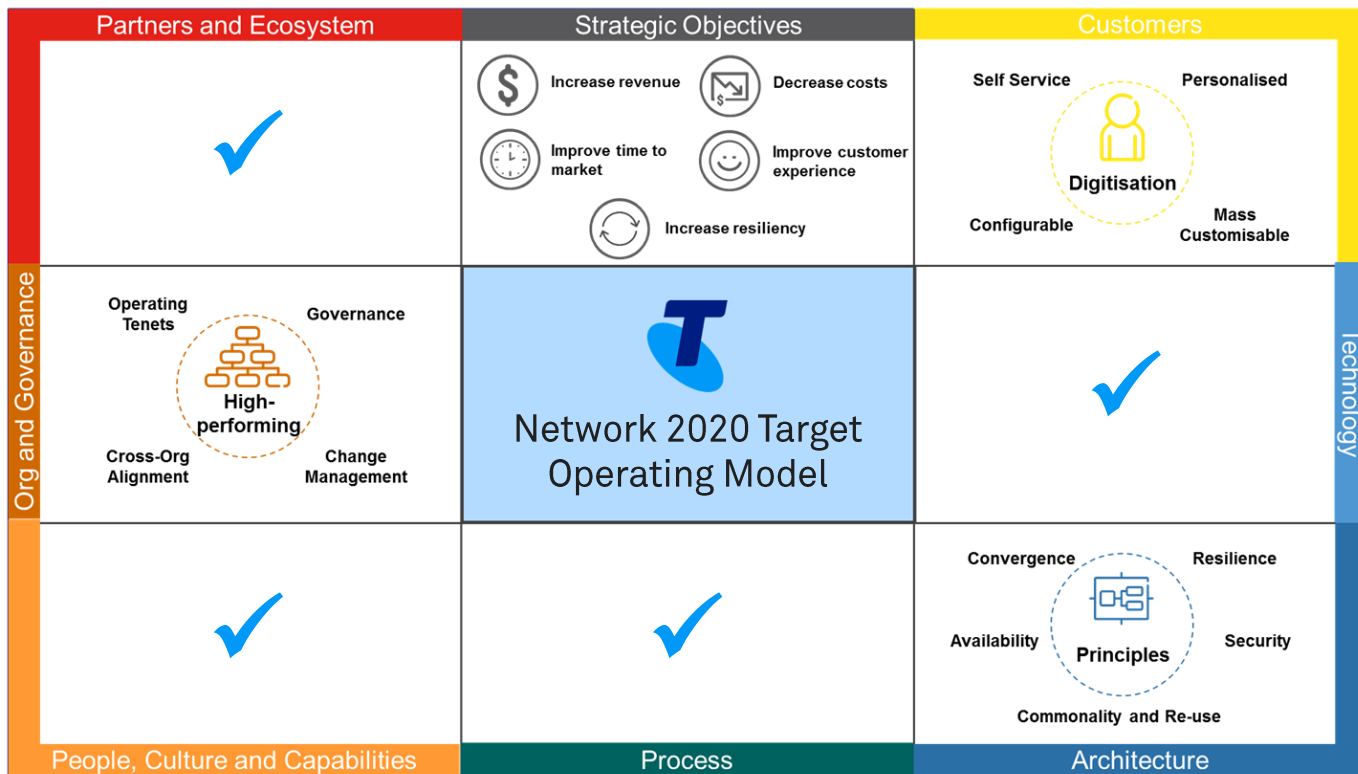 Partners and Ecosystem
Strategic Objectives
Customers
Increase revenue
Decrease costs
Improve time to
market
Improve customer
experience
Increase resiliency
Self Service
Personalised
Digitisation
Configurable
Mass
Customisable
Org and Governance
Operating
Tenets
Governance
High-
performing
Cross-Org
Alignment
Change
Management
T
Network 2020 Target
Operating Model
Technology
Convergence
Resilience
Availability
Security
Principles
Commonality and Re-use
People, Culture and Capabilities
Process
Architecture